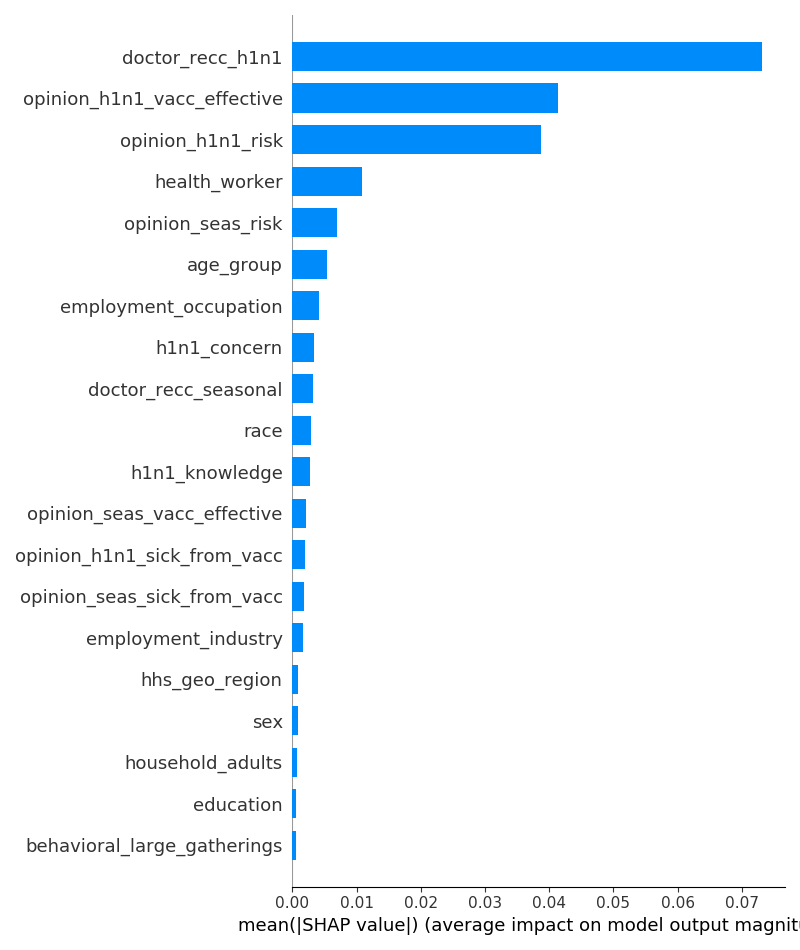 doctor_recc_h1n1
opinion_h1n1_vacc_effective
opinion_h1n1_risk
health_worker
opinion_seas_risk
age_group
employment_occupation
h1n1_concern
doctor_recc_seasonal
race
h1n1_knowledge
opinion_seas_vacc_effective
opinion_h1n1_sick_from_vacc
opinion_seas_sick_from_vacc
employment_industry
hhs_geo_region
sex
household_adults
education
behavioral_large_gatherings
0.00 0.01 0.02 0.03 0.04 0.05 0.06 0.07
mean(|SHAP value|) (average impact on model output magnitu